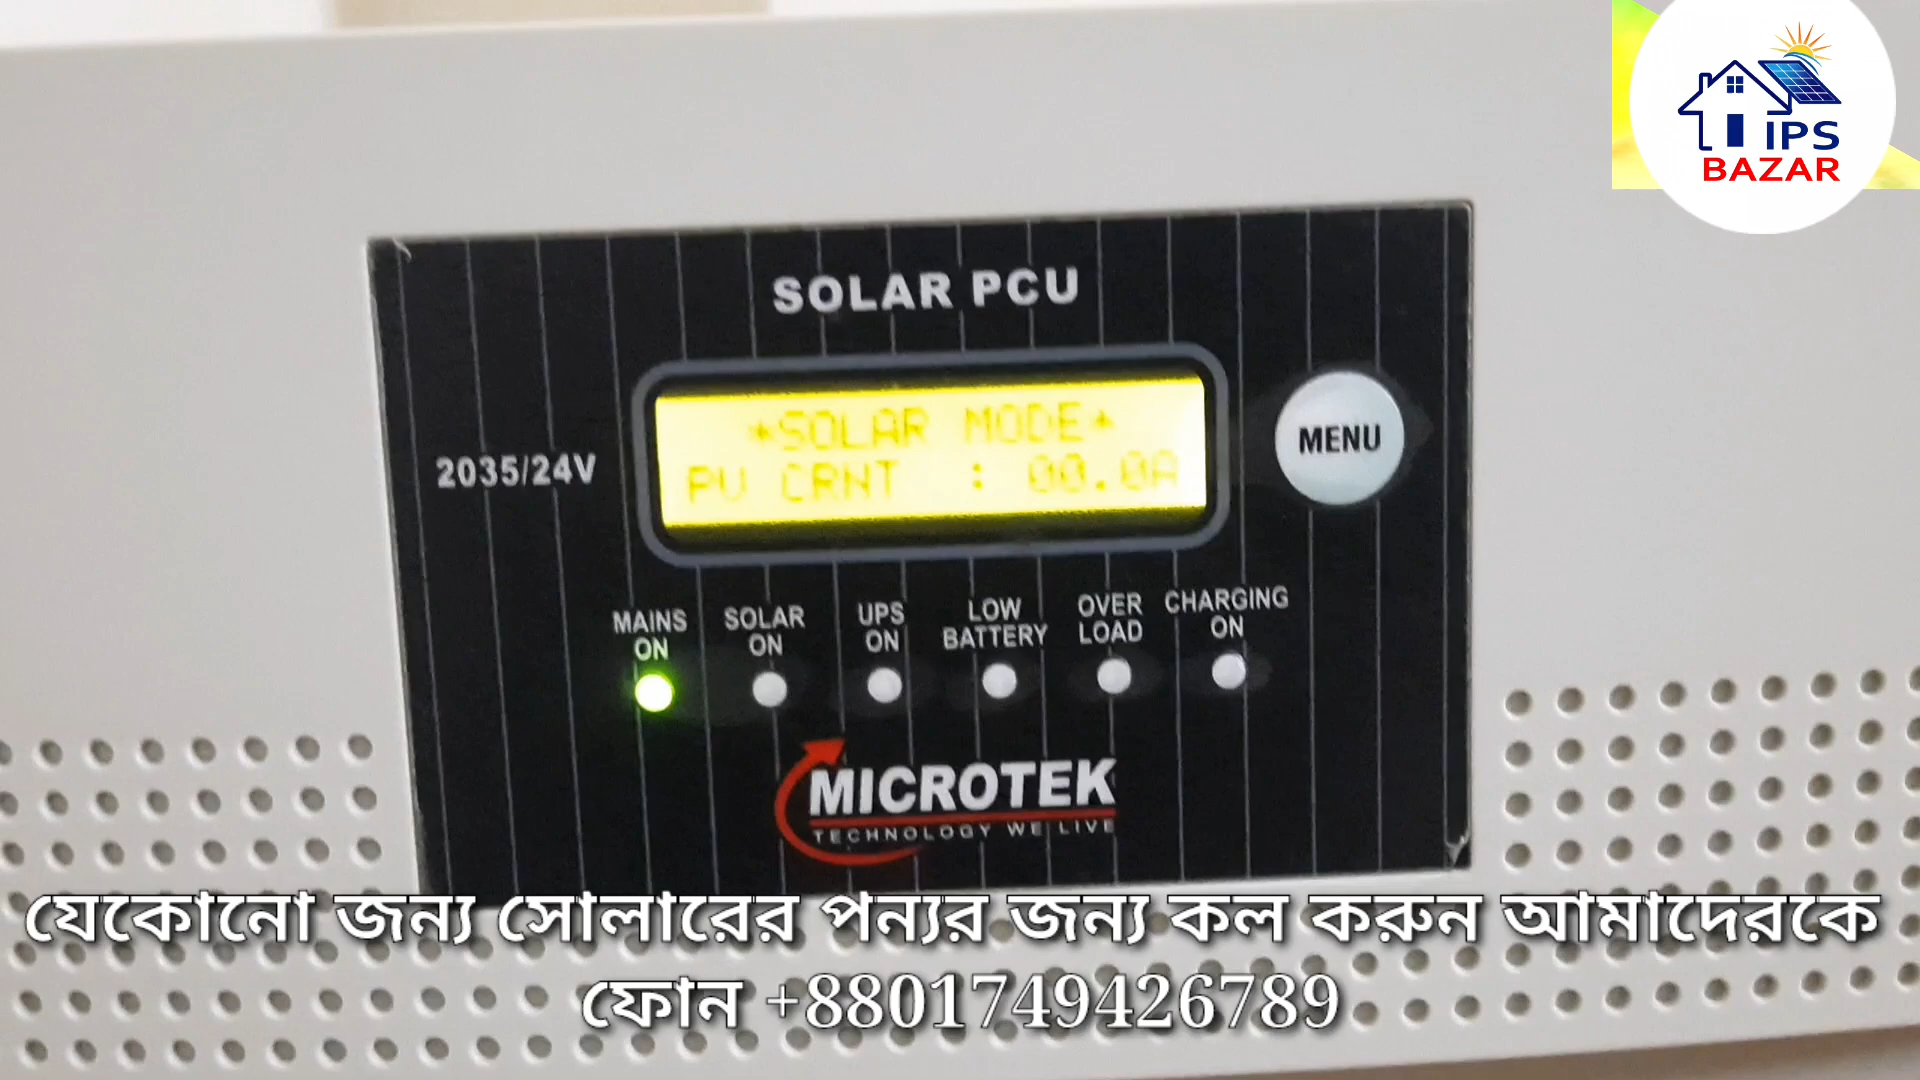 IPS
BAZAR
SOLAR PCU
*SOLAR MODE*
PV CRNT : 00.0A
MENU
2035/24V
MAINS ON
SOLAR ON
UPS ON
LOW BATTERY
OVER LOAD
CHARGING ON
MICROTEK
TECHNOLOGY WE LIVE
যেকোনো জন্য সোলারের পন্যর জন্য কল করুন আমাদেরকে
ফোন +8801749426789